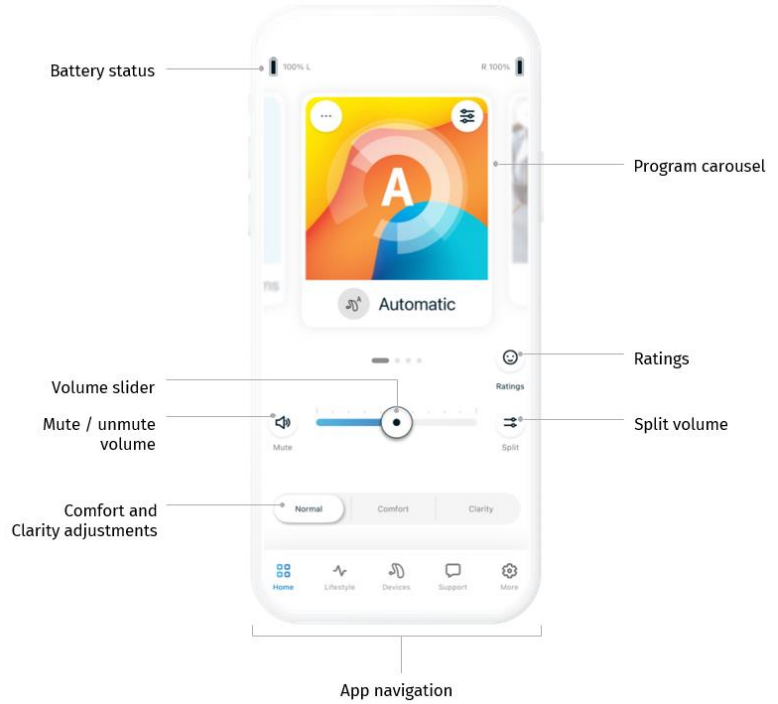 Battery status
100% L
R 100%
...
A
Program carousel
ms
A
Automatic
Ratings
Ratings
Volume slider
Mute / unmute
volume
Mute
Split volume
Split
Comfort and
Clarity adjustments
Normal
Comfort
Clarity
Home
Lifestyle
Devices
Support
More
App navigation